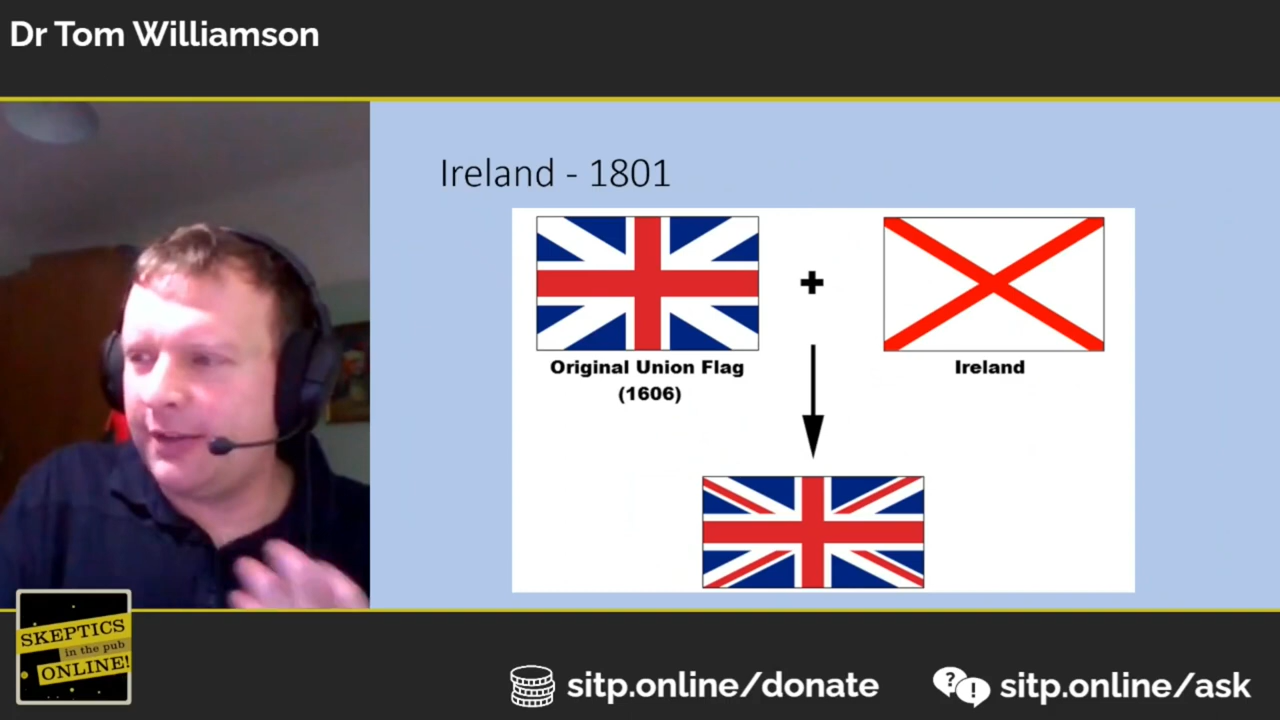 Dr Tom Williamson
Ireland - 1801
Original Union Flag
(1606)
+
Ireland
SKEPTICS
in the pub
ONLINE!
sitp.online/donate
? !
sitp.online/ask